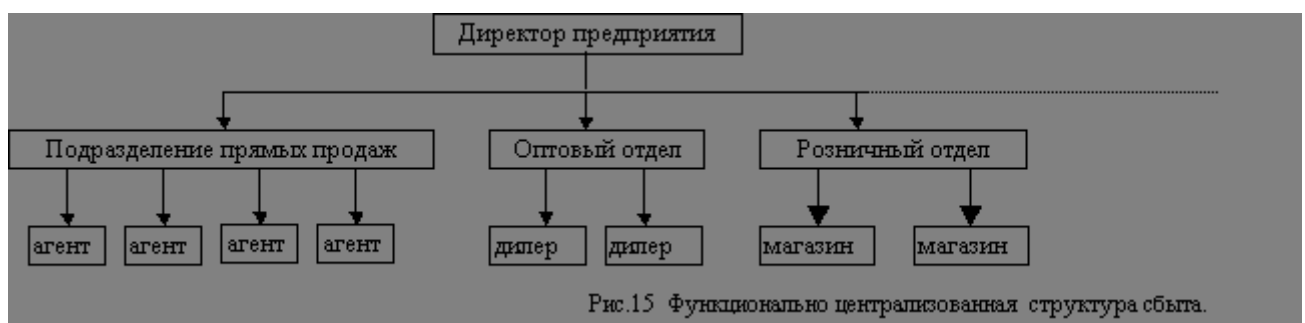 Директор предприятия
Подразделение прямых продаж Оптовый отдел Розничный отдел
агент агент агент агент дилер дилер магазин магазин
Рис.15 Функционально централизованная структура сбыта.